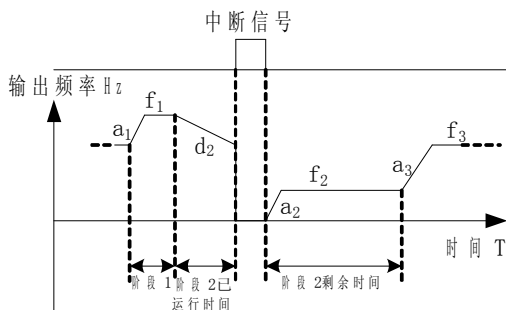 中断信号
输出频率Hz
f1
f3
a1
d2
a3
f2
a2
时间 T
阶段 1
阶段 2已
运行时间
阶段 2剩余时间